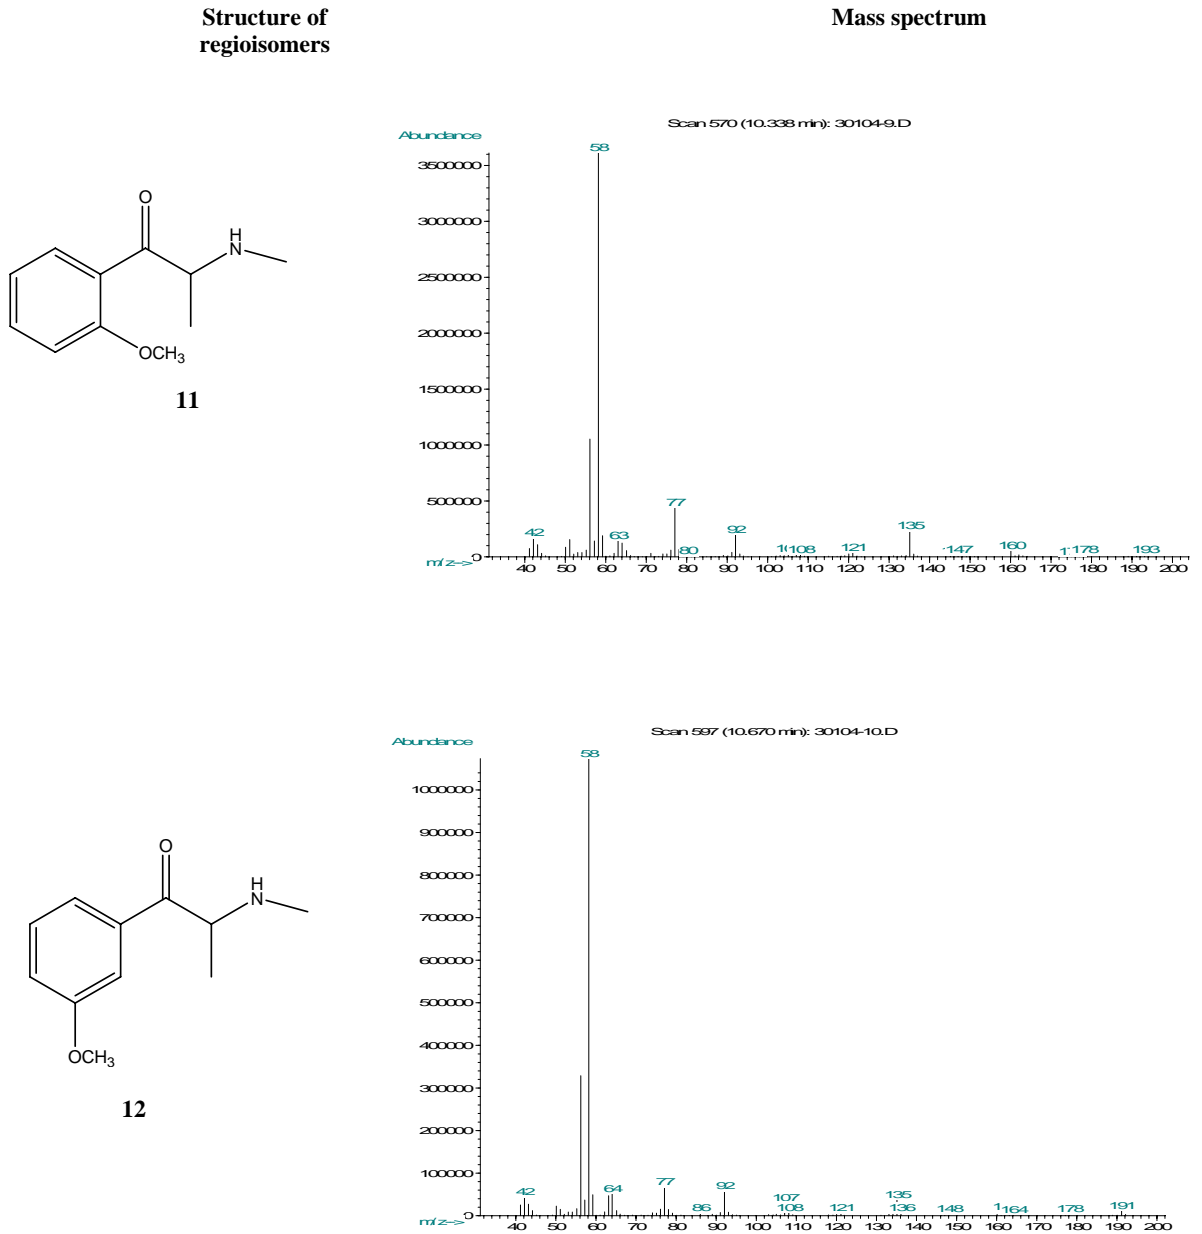 Structure of
regioisomers
Mass spectrum
O
H
N
OCH3
11
Scan 570 (10.338 min): 30104-9.D
Abundance
3500000
3000000
2500000
2000000
1500000
1000000
500000
0
m/z-->
58
42
63
77
80
92
108
121
135
147
160
178
193
40 50 60 70 80 90 100 110 120 130 140 150 160 170 180 190 200
O
H
N
OCH3
12
Scan 597 (10.670 min): 30104-10.D
Abundance
1000000
900000
800000
700000
600000
500000
400000
300000
200000
100000
0
m/z-->
58
42
64
77
86
92
107
108
121
135
136
148
164
178
191
40 50 60 70 80 90 100 110 120 130 140 150 160 170 180 190 200